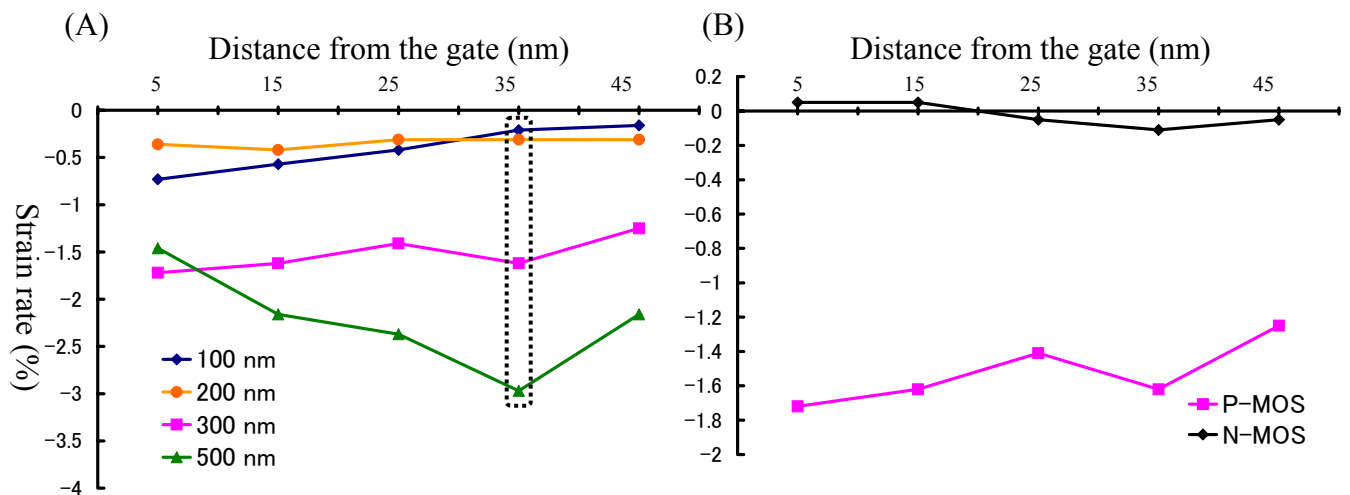 (A)
Distance from the gate (nm)
5 15 25 35 45
Strain rate (%)
0
−0.5
−1
−1.5
−2
−2.5
−3
−3.5
−4
100 nm
200 nm
300 nm
500 nm
(B)
Distance from the gate (nm)
5 15 25 35 45
0.2
0
−0.2
−0.4
−0.6
−0.8
−1
−1.2
−1.4
−1.6
−1.8
−2
P−MOS
N−MOS